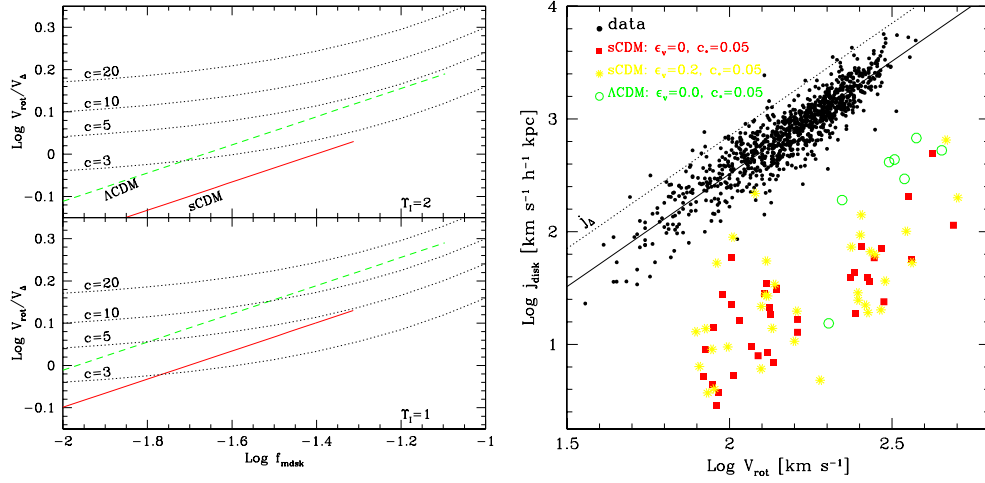 Log V_rot/V_Δ
0.3
0.2
0.1
0
−0.1
c=20
c=10
c=5
c=3
ΛCDM
sCDM
Υ_I=2
Log V_rot/V_Δ
0.3
0.2
0.1
0
−0.1
c=20
c=10
c=5
c=3
Υ_I=1
−2
−1.8
−1.6
−1.4
−1.2
−1
Log f_mdsk
Log j_disk [km s⁻¹ h⁻¹ kpc]
4
3
2
1
data
sCDM: ε_v=0, c_*=0.05
sCDM: ε_v=0.2, c_*=0.05
ΛCDM: ε_v=0.0, c_*=0.05
j_Δ
1.5
2
2.5
Log V_rot [km s⁻¹]